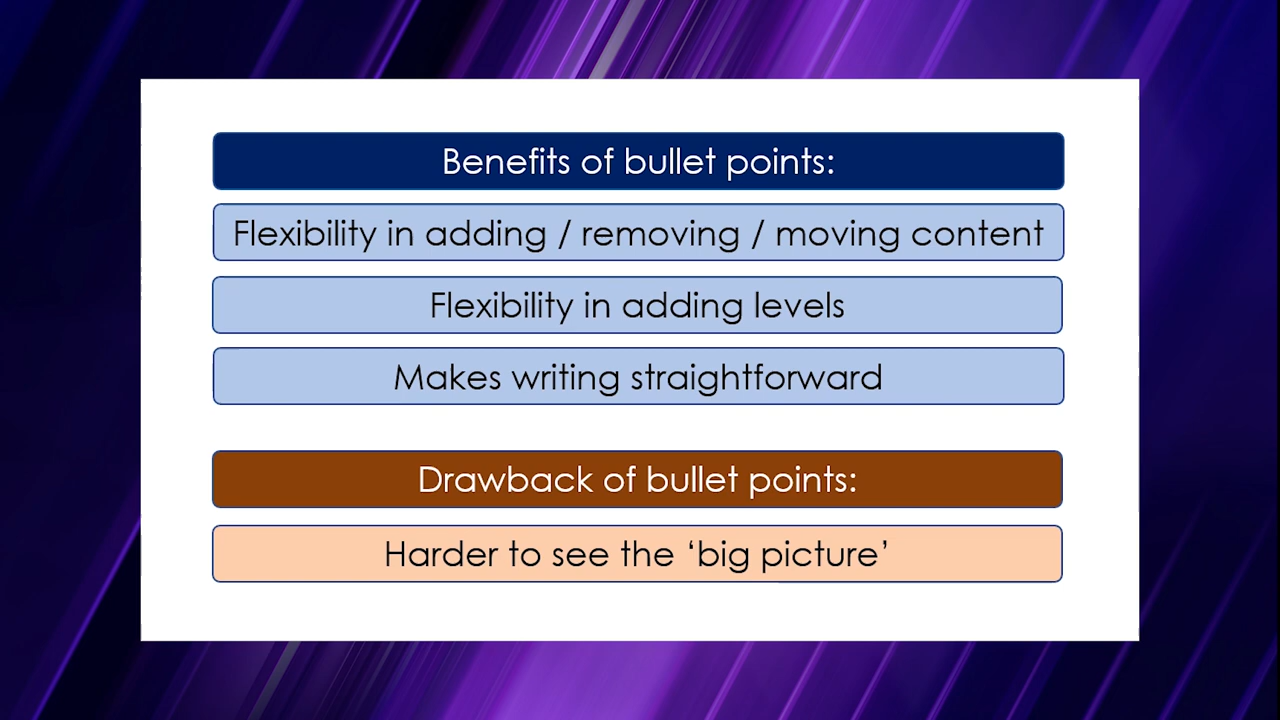 Benefits of bullet points:
Flexibility in adding / removing / moving content
Flexibility in adding levels
Makes writing straightforward
Drawback of bullet points:
Harder to see the ‘big picture’